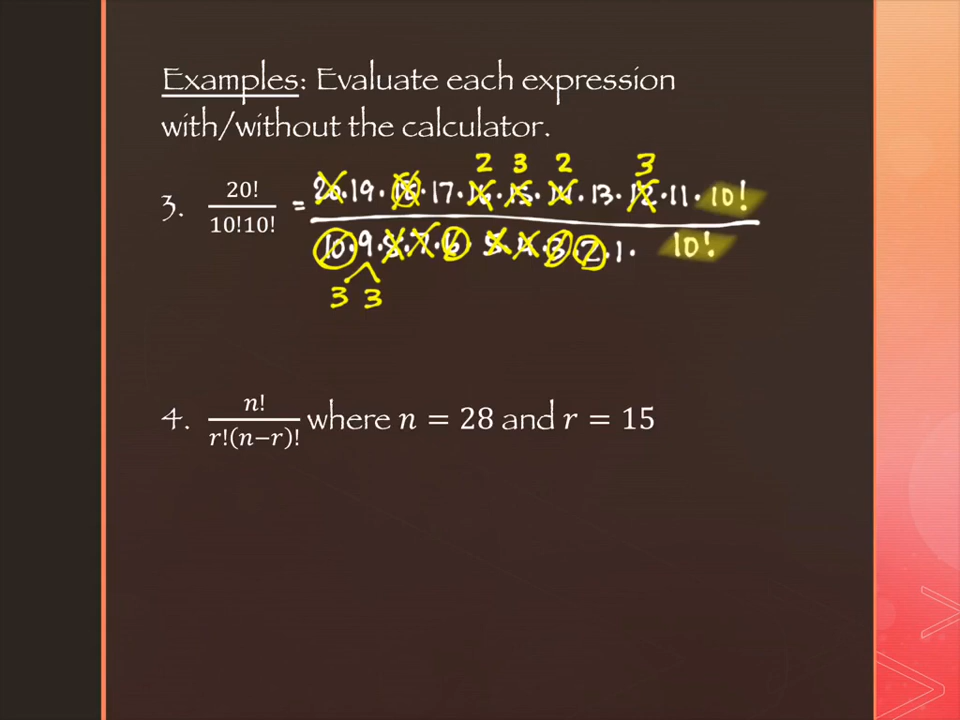 Examples: Evaluate each expression
with/without the calculator.
2 3 2 3
3. 20!/10!10! = 20·19·18·17·16·15·14·13·12·11·10!
10·9·8·7·6 5·4·3·2·1· 10!
3 3
4. n!/r!(n−r)! where n = 28 and r = 15